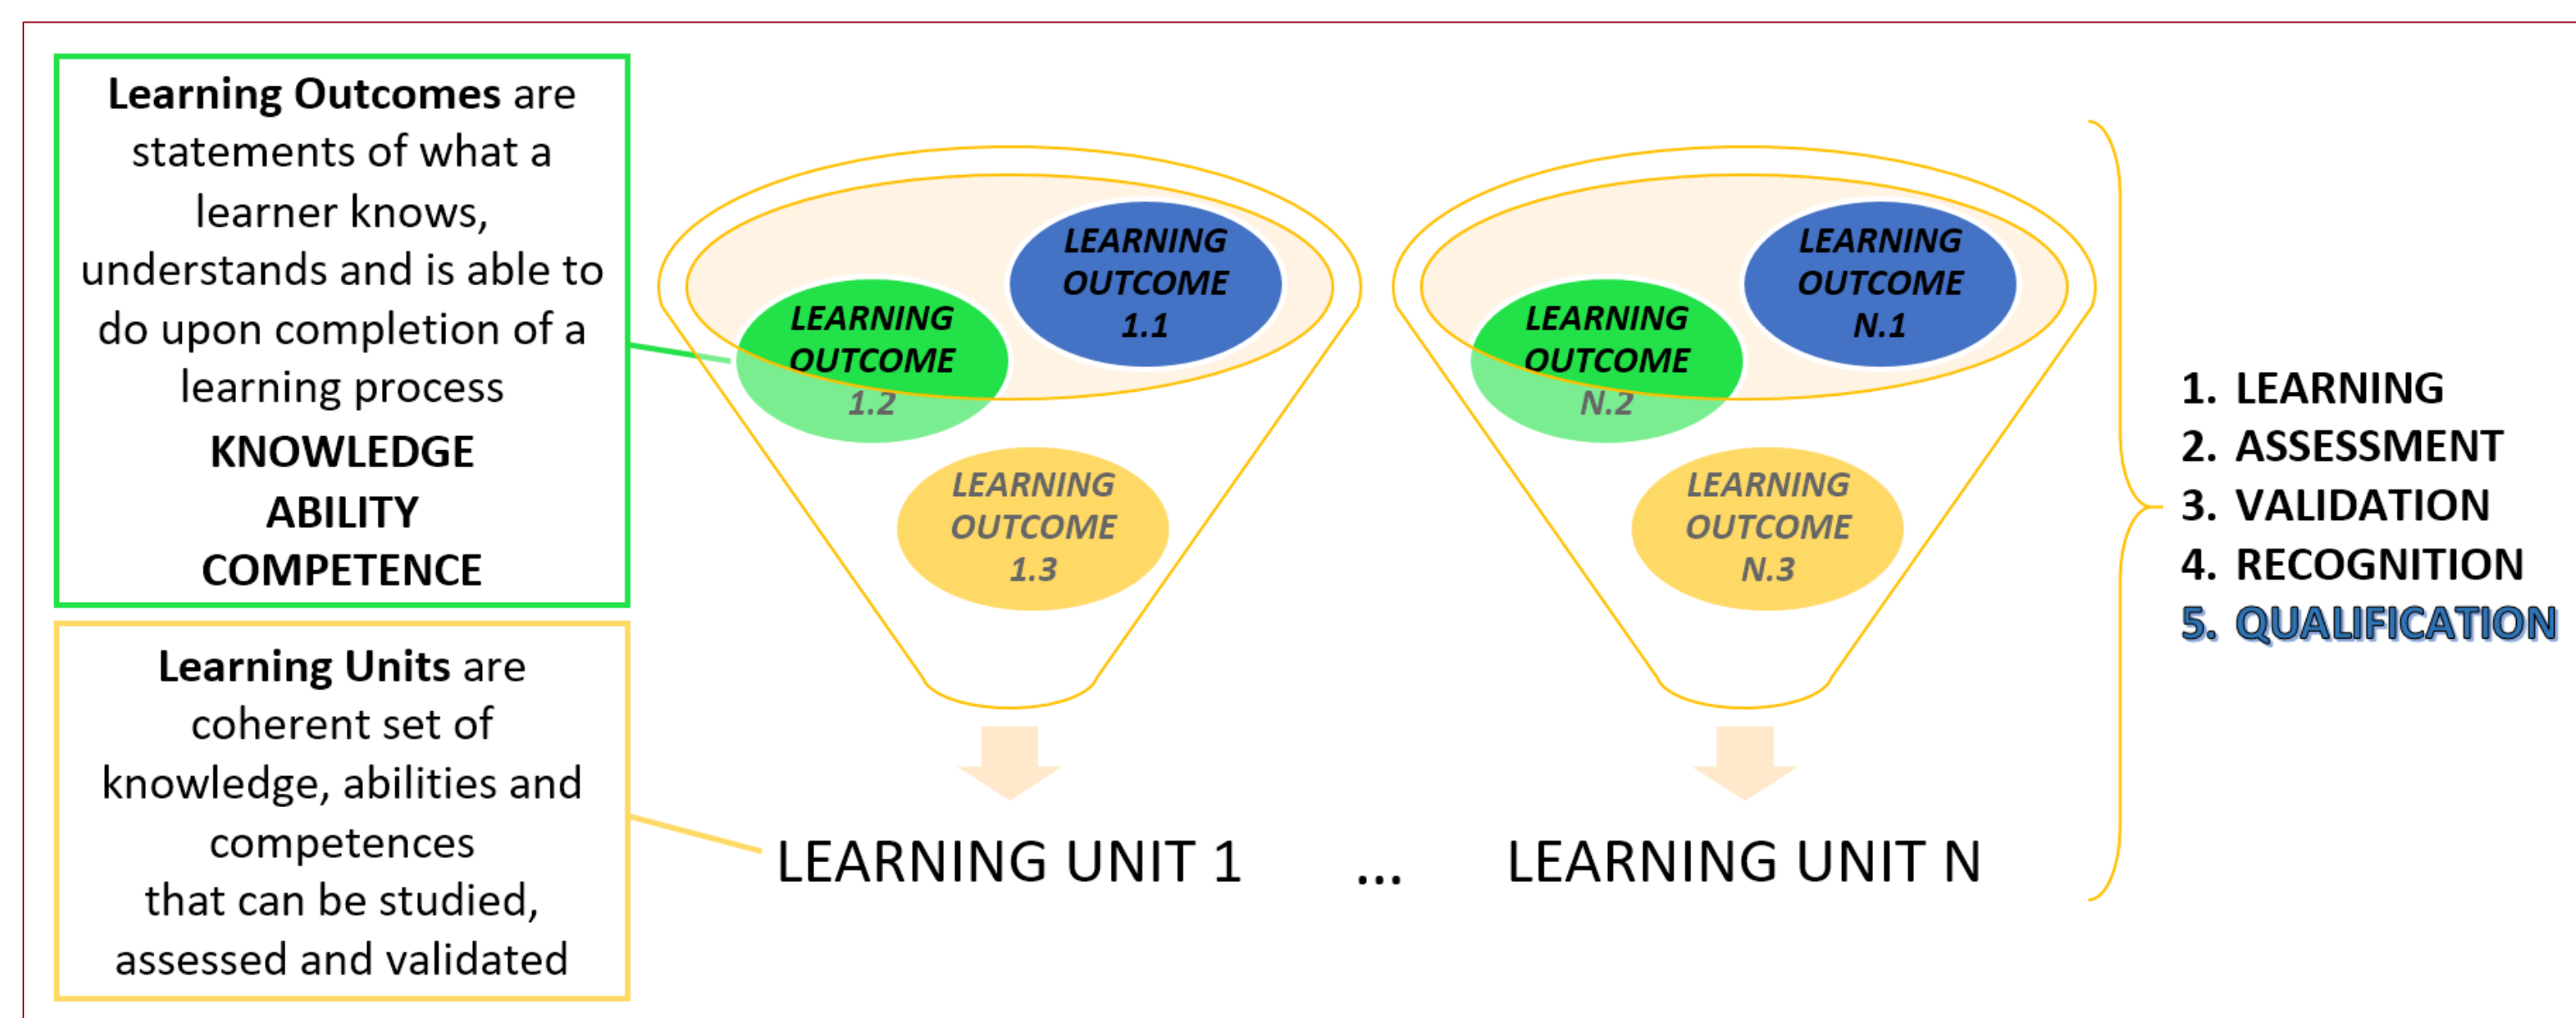 Learning Outcomes are
statements of what a
learner knows,
understands and is able to
do upon completion of a
learning process
KNOWLEDGE
ABILITY
COMPETENCE
Learning Units are
coherent set of
knowledge, abilities and
competences
that can be studied,
assessed and validated
LEARNING
OUTCOME
1.1
LEARNING
OUTCOME
1.2
LEARNING
OUTCOME
1.3
LEARNING UNIT 1
...
LEARNING
OUTCOME
N.1
LEARNING
OUTCOME
N.2
LEARNING
OUTCOME
N.3
LEARNING UNIT N
1. LEARNING
2. ASSESSMENT
3. VALIDATION
4. RECOGNITION
5. QUALIFICATION